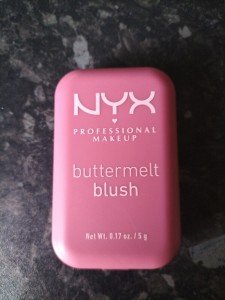 NYX
PROFESSIONAL
MAKEUP
buttermelt
blush
Net Wt. 0.17 oz. / 5 g